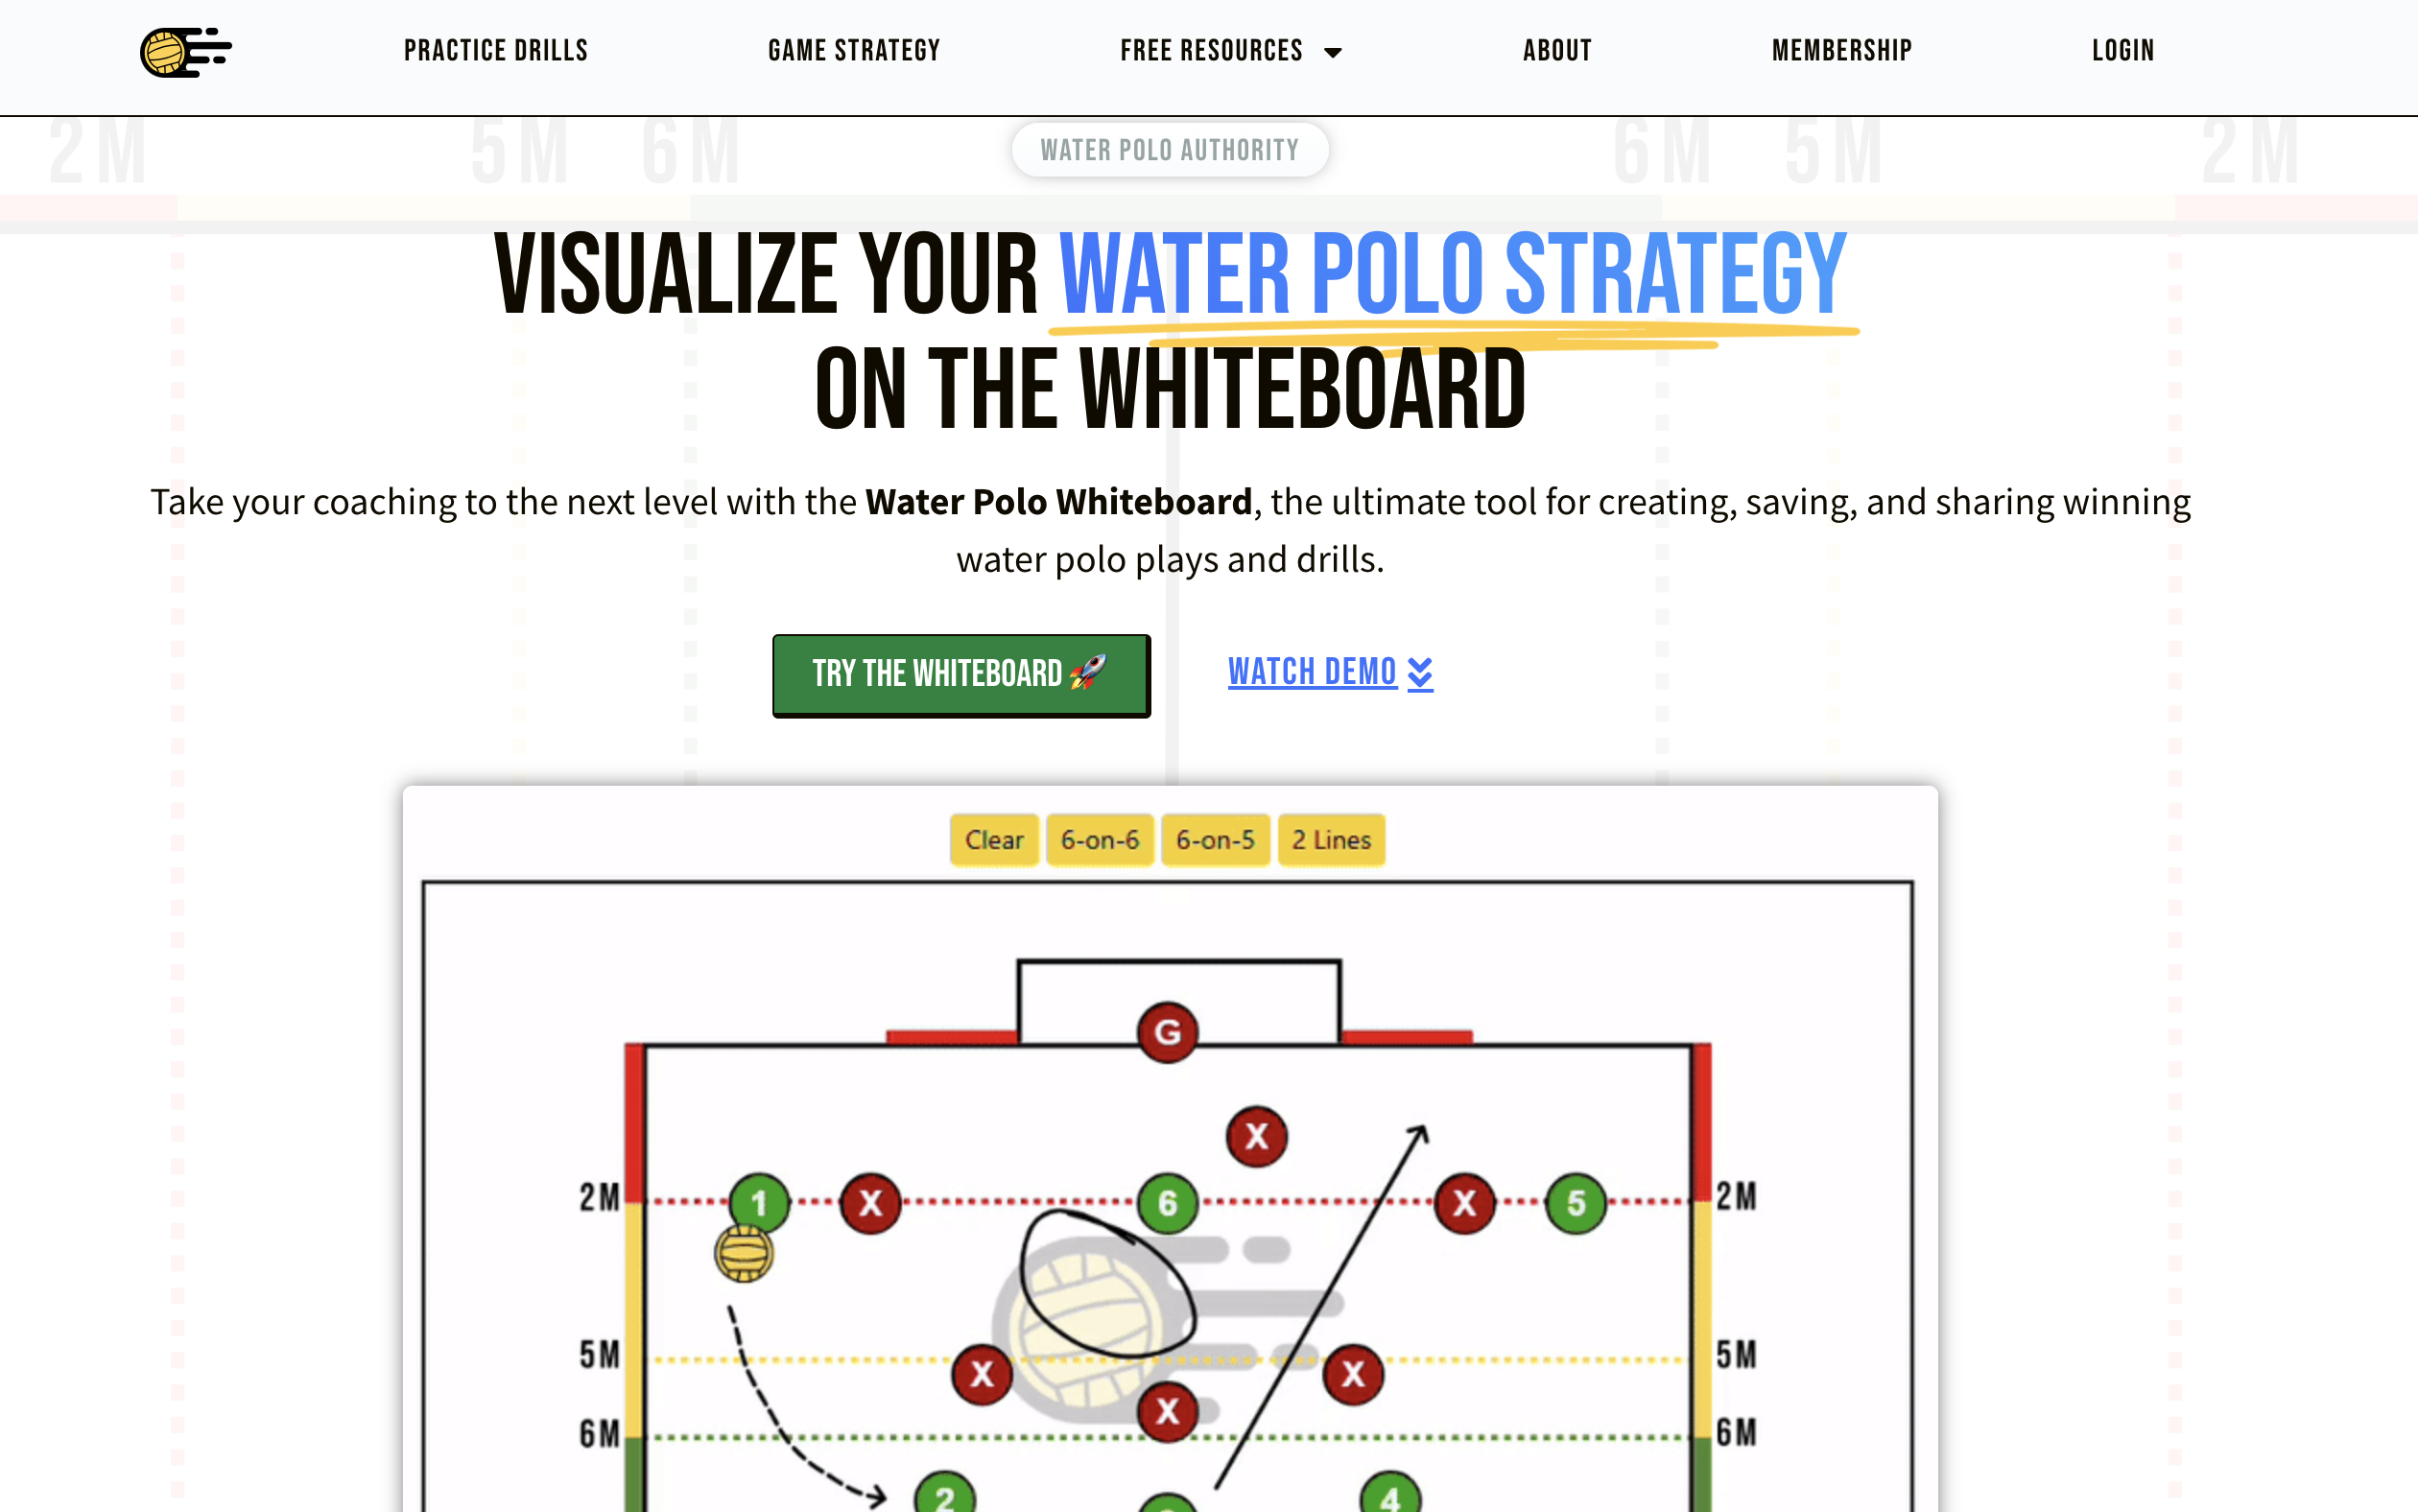 PRACTICE DRILLS GAME STRATEGY FREE RESOURCES ABOUT MEMBERSHIP LOGIN
2M 5M 6M 6M 5M 2M
WATER POLO AUTHORITY
VISUALIZE YOUR WATER POLO STRATEGY
ON THE WHITEBOARD
Take your coaching to the next level with the Water Polo Whiteboard, the ultimate tool for creating, saving, and sharing winning
water polo plays and drills.
TRY THE WHITEBOARD 🚀 WATCH DEMO
Clear 6-on-6 6-on-5 2 Lines
G
X
2M 1 X 6 X 5 2M
5M 5M
X X
X
6M 6M
2 4